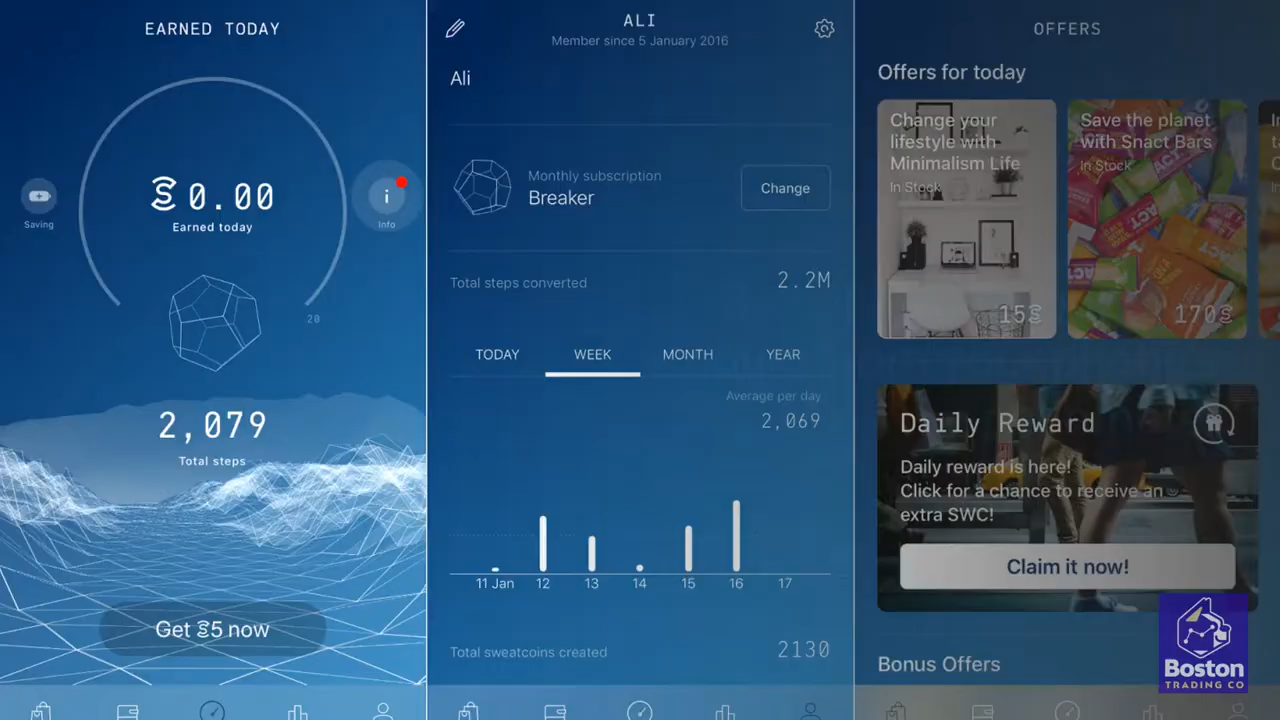 EARNED TODAY
0.00
Earned today
Saving
i
Info
20
2,079
Total steps
Get 5 now
ALI
Member since 5 January 2016
Ali
Monthly subscription
Breaker
Change
Total steps converted
2.2M
TODAY WEEK MONTH YEAR
Average per day
2,069
11 Jan 12 13 14 15 16 17
Total sweatcoins created
2130
OFFERS
Offers for today
Change your
lifestyle with
Minimalism Life
In Stock
15
Save the planet
with Snact Bars
In Stock
170
Daily Reward
Daily reward is here!
Click for a chance to receive an
extra SWC!
Claim it now!
Bonus Offers
Boston
TRADING CO